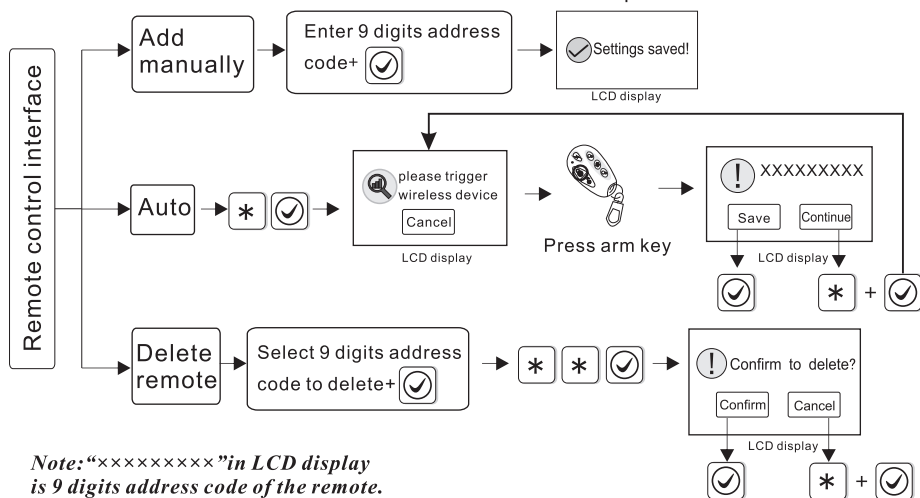 Remote control interface
Add
manually
Enter 9 digits address
code+
Settings saved!
LCD display
Auto
*
please trigger
wireless device
Cancel
LCD display
Press arm key
! XXXXXXXXX
Save
Continue
LCD display
* +
Delete
remote
Select 9 digits address
code to delete+
* *
! Confirm to delete?
Confirm
Cancel
LCD display
* +
Note:“×××××××××”in LCD display
is 9 digits address code of the remote.